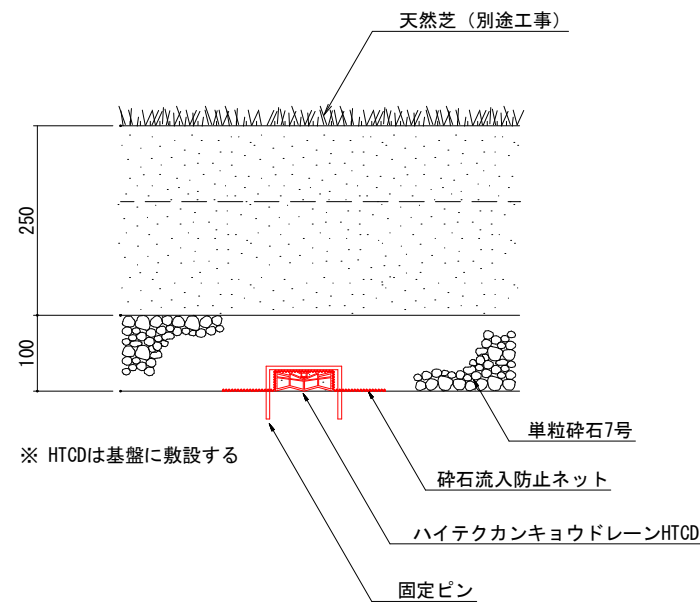 天然芝（別途工事）
250
100
単粒砕石7号
※ HTCDは基盤に敷設する
砕石流入防止ネット
ハイテクカンキョウドレーンHTCD
固定ピン